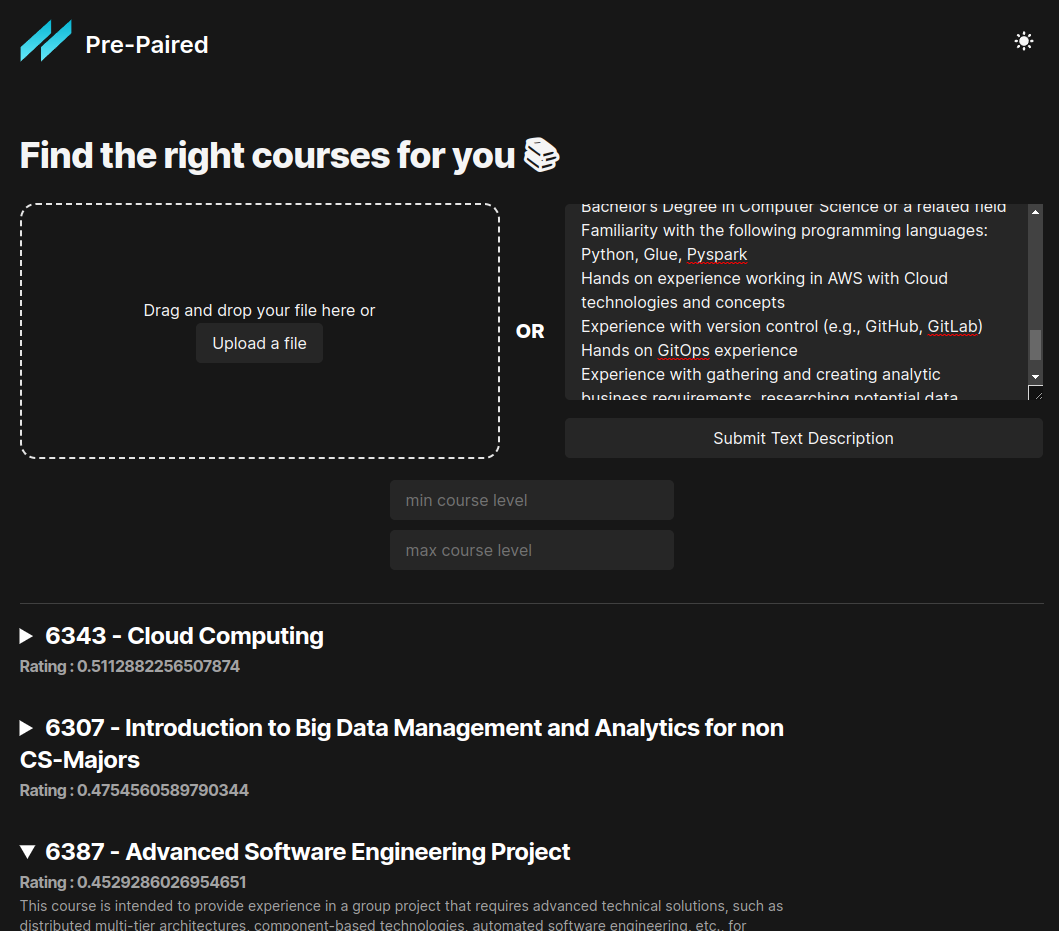 Pre-Paired
Find the right courses for you
Drag and drop your file here or
Upload a file
OR
Bachelor's Degree in Computer Science or a related field
Familiarity with the following programming languages:
Python, Glue, Pyspark
Hands on experience working in AWS with Cloud
technologies and concepts
Experience with version control (e.g., GitHub, GitLab)
Hands on GitOps experience
Experience with gathering and creating analytic
business requirements, researching potential data
Submit Text Description
min course level
max course level
6343 - Cloud Computing
Rating : 0.5112882256507874
6307 - Introduction to Big Data Management and Analytics for non
CS-Majors
Rating : 0.4754560589790344
6387 - Advanced Software Engineering Project
Rating : 0.4529286026954651
This course is intended to provide experience in a group project that requires advanced technical solutions, such as
distributed multi-tier architectures, component-based technologies, automated software engineering, etc., for